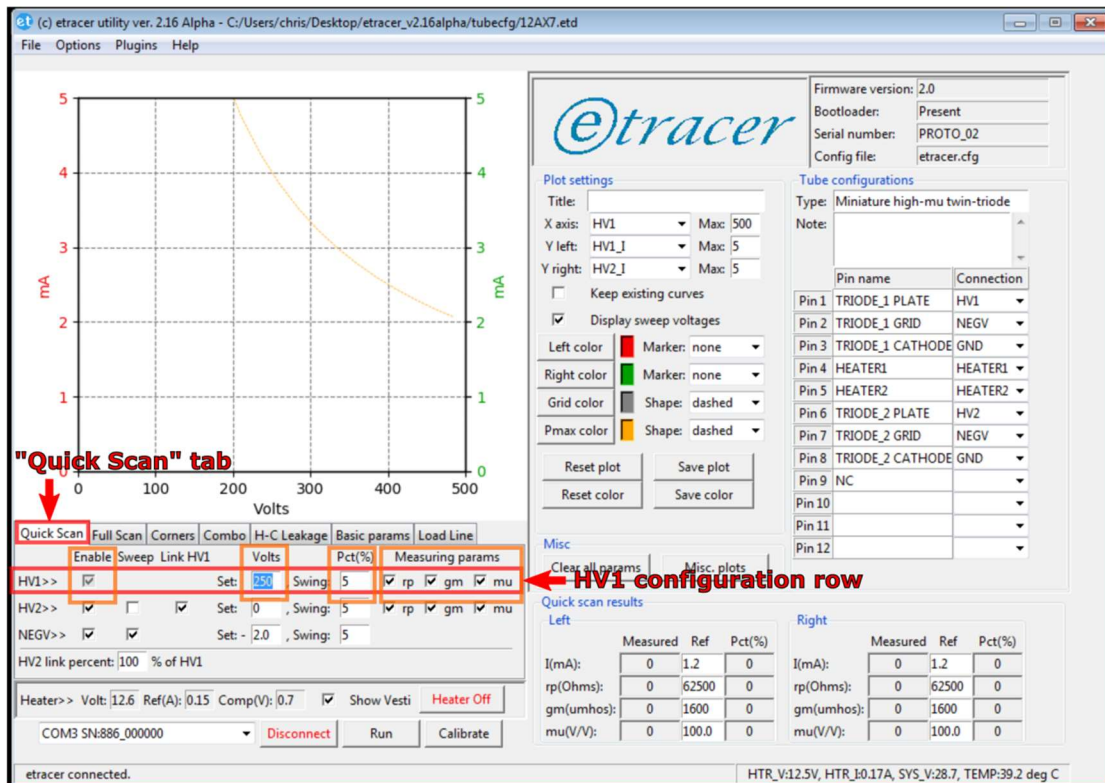 (c) etracer utility ver. 2.16 Alpha - C:/Users/chris/Desktop/etracer_v2.16alpha/tubecfg/12AX7.etd
File Options Plugins Help
5 5
4 4
3 3
2 2
1 1
0 0
mA mA
0 100 200 300 400 500
Volts
"Quick Scan" tab
Quick Scan Full Scan Corners Combo H-C Leakage Basic params Load Line
Enable Sweep Link HV1 Volts Pct(%) Measuring params
HV1>> Set: 250 , Swing: 5 rp gm mu
HV1 configuration row
HV2>> Set: 0 , Swing: 5 rp gm mu
NEGV>> Set: - 2.0 , Swing: 5
HV2 link percent: 100 % of HV1
Heater>> Volt: 12.6 Ref(A): 0.15 Comp(V): 0.7 Show Vesti Heater Off
COM3 SN:886_000000 Disconnect Run Calibrate
etracer
Firmware version: 2.0
Bootloader: Present
Serial number: PROTO_02
Config file: etracer.cfg
Plot settings
Title:
X axis: HV1 Max: 500
Y left: HV1_I Max: 5
Y right: HV2_I Max: 5
Keep existing curves
Display sweep voltages
Left color Marker: none
Right color Marker: none
Grid color Shape: dashed
Pmax color Shape: dashed
Reset plot Save plot
Reset color Save color
Misc
Clear all params Misc. plots
Tube configurations
Type: Miniature high-mu twin-triode
Note:
Pin name Connection
Pin 1 TRIODE_1 PLATE HV1
Pin 2 TRIODE_1 GRID NEGV
Pin 3 TRIODE_1 CATHODE GND
Pin 4 HEATER1 HEATER1
Pin 5 HEATER2 HEATER2
Pin 6 TRIODE_2 PLATE HV2
Pin 7 TRIODE_2 GRID NEGV
Pin 8 TRIODE_2 CATHODE GND
Pin 9 NC
Pin 10
Pin 11
Pin 12
Quick scan results
Left
Measured Ref Pct(%)
I(mA): 0 1.2 0
rp(Ohms): 0 62500 0
gm(umhos): 0 1600 0
mu(V/V): 0 100.0 0
Right
Measured Ref Pct(%)
I(mA): 0 1.2 0
rp(Ohms): 0 62500 0
gm(umhos): 0 1600 0
mu(V/V): 0 100.0 0
etracer connected.
HTR_V:12.5V, HTR_I:0.17A, SYS_V:28.7, TEMP:39.2 deg C